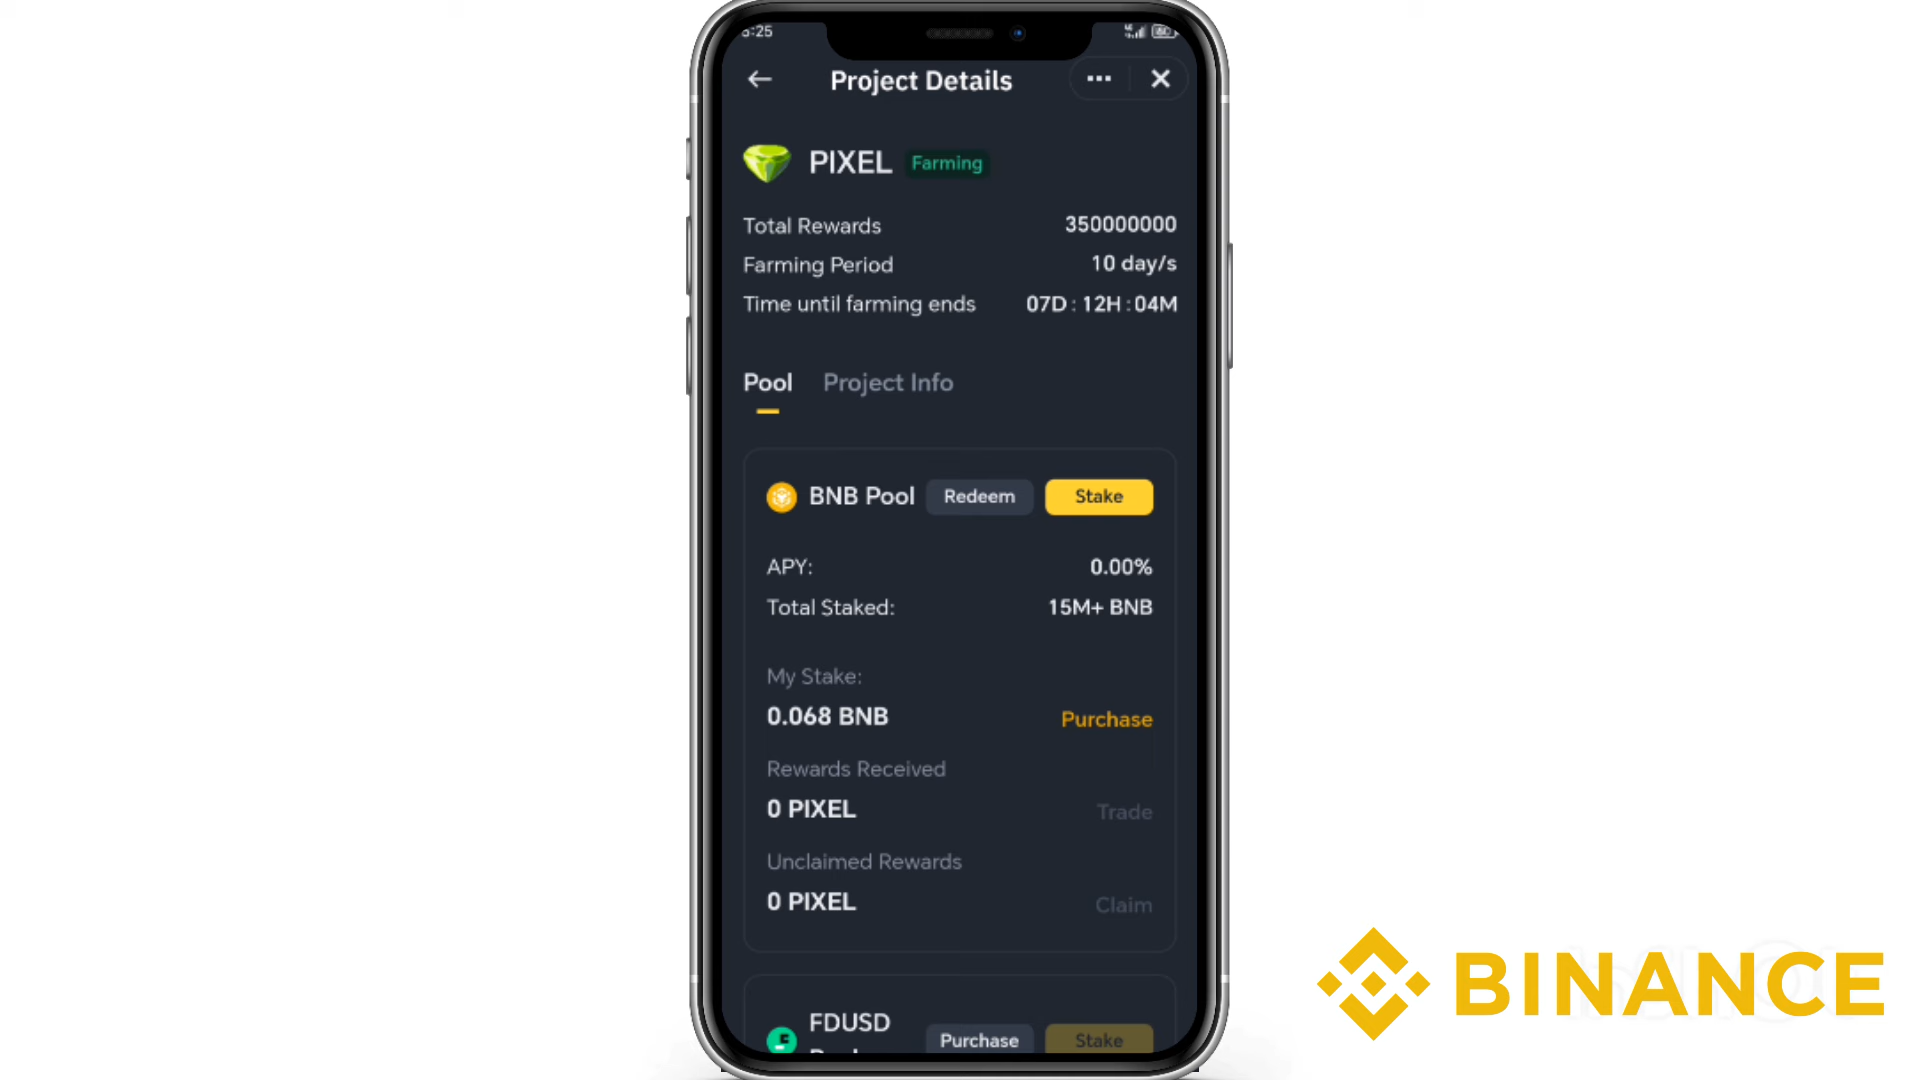 :25
Project Details
PIXEL Farming
Total Rewards 350000000
Farming Period 10 day/s
Time until farming ends 07D : 12H : 04M
Pool Project Info
BNB Pool Redeem Stake
APY: 0.00%
Total Staked: 15M+ BNB
My Stake:
0.068 BNB Purchase
Rewards Received
0 PIXEL Trade
Unclaimed Rewards
0 PIXEL Claim
FDUSD
Purchase Stake
BINANCE